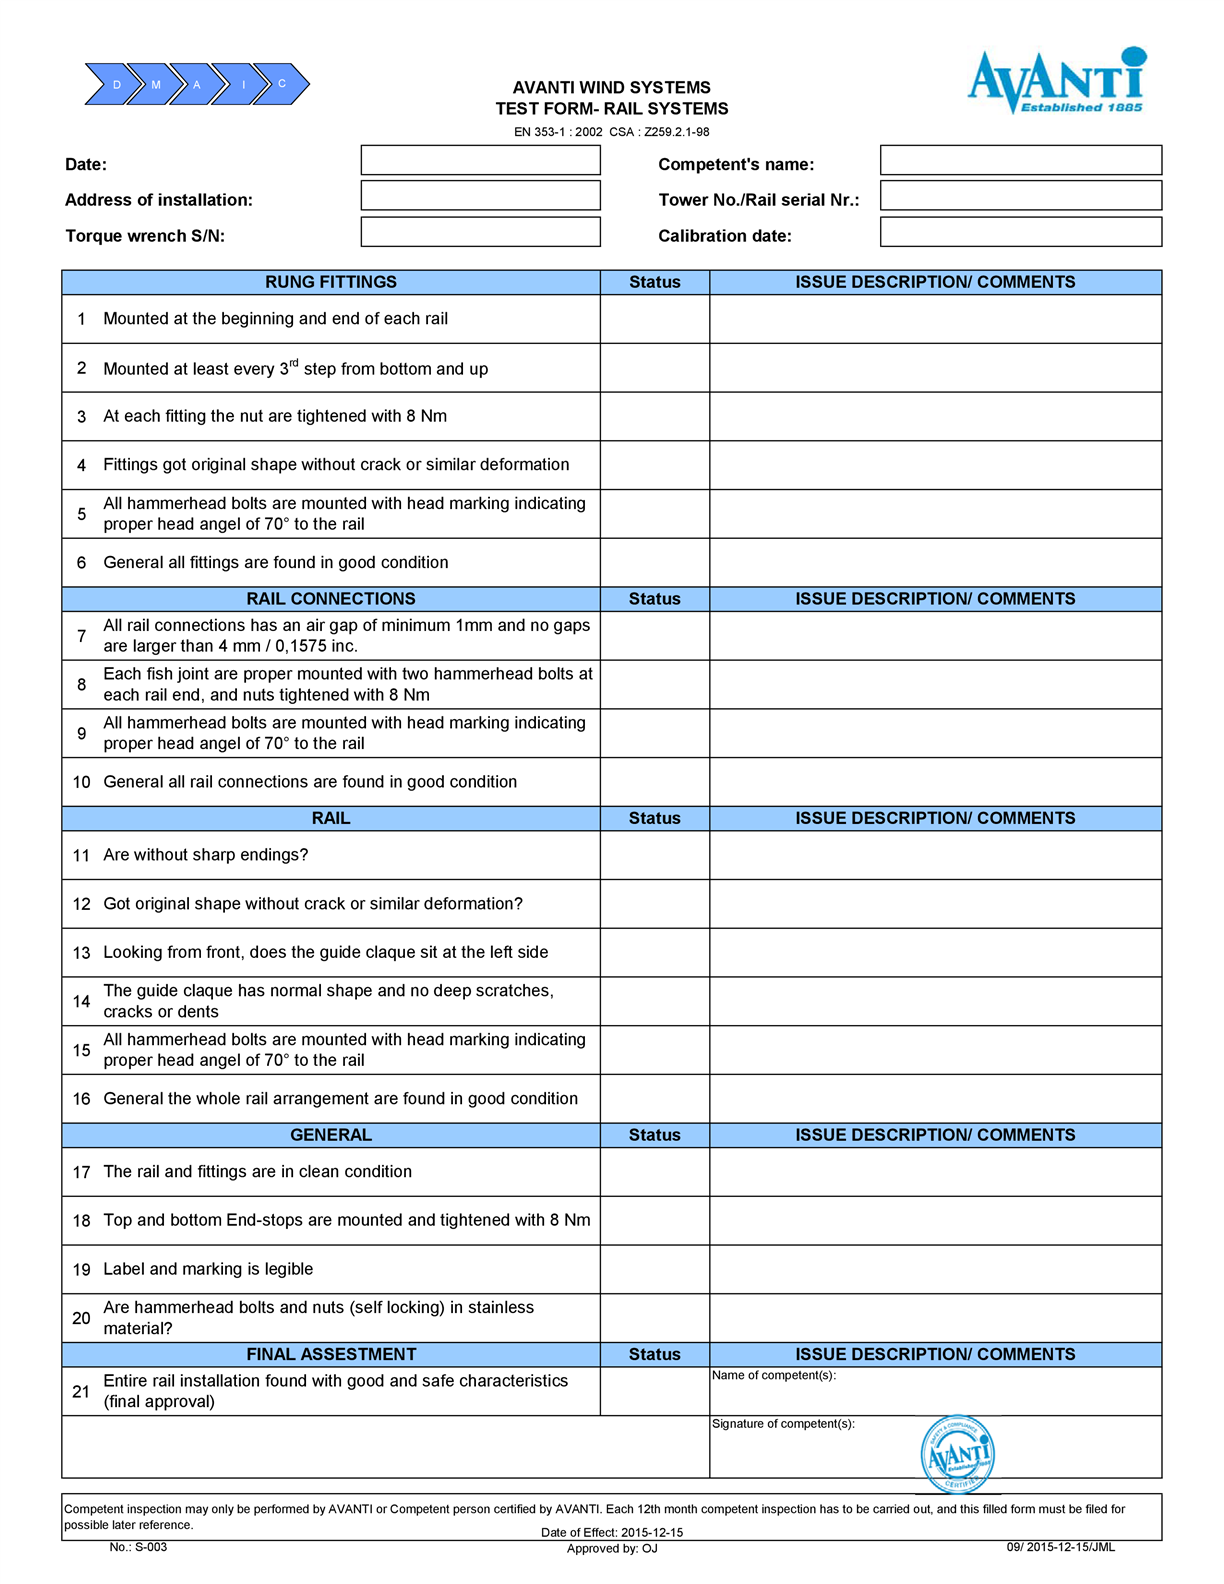 D M A I C
AVANTI
Established 1885
AVANTI WIND SYSTEMS
TEST FORM- RAIL SYSTEMS
EN 353-1 : 2002 CSA : Z259.2.1-98
Date:
Competent's name:
Address of installation:
Tower No./Rail serial Nr.:
Torque wrench S/N:
Calibration date:
RUNG FITTINGS Status ISSUE DESCRIPTION/ COMMENTS
1 Mounted at the beginning and end of each rail
2 Mounted at least every 3rd step from bottom and up
3 At each fitting the nut are tightened with 8 Nm
4 Fittings got original shape without crack or similar deformation
5 All hammerhead bolts are mounted with head marking indicating
proper head angel of 70° to the rail
6 General all fittings are found in good condition
RAIL CONNECTIONS Status ISSUE DESCRIPTION/ COMMENTS
7 All rail connections has an air gap of minimum 1mm and no gaps
are larger than 4 mm / 0,1575 inc.
8 Each fish joint are proper mounted with two hammerhead bolts at
each rail end, and nuts tightened with 8 Nm
9 All hammerhead bolts are mounted with head marking indicating
proper head angel of 70° to the rail
10 General all rail connections are found in good condition
RAIL Status ISSUE DESCRIPTION/ COMMENTS
11 Are without sharp endings?
12 Got original shape without crack or similar deformation?
13 Looking from front, does the guide claque sit at the left side
14 The guide claque has normal shape and no deep scratches,
cracks or dents
15 All hammerhead bolts are mounted with head marking indicating
proper head angel of 70° to the rail
16 General the whole rail arrangement are found in good condition
GENERAL Status ISSUE DESCRIPTION/ COMMENTS
17 The rail and fittings are in clean condition
18 Top and bottom End-stops are mounted and tightened with 8 Nm
19 Label and marking is legible
20 Are hammerhead bolts and nuts (self locking) in stainless
material?
FINAL ASSESTMENT Status ISSUE DESCRIPTION/ COMMENTS
21 Entire rail installation found with good and safe characteristics
(final approval)
Name of competent(s):
Signature of competent(s):
SAFETY & COMPLIANCE
AVANTI
Established 1885
CERTIFIED
Competent inspection may only be performed by AVANTI or Competent person certified by AVANTI. Each 12th month competent inspection has to be carried out, and this filled form must be filed for
possible later reference.
Date of Effect: 2015-12-15
No.: S-003
Approved by: OJ
09/ 2015-12-15/JML